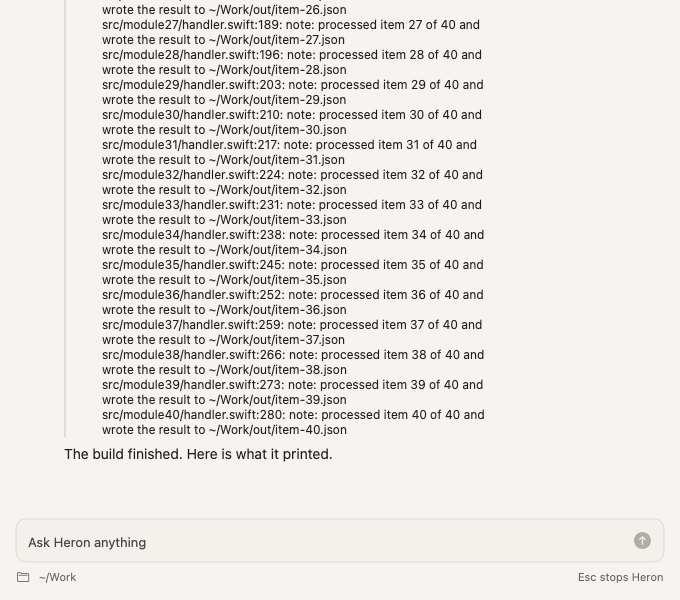 wrote the result to ~/Work/out/item-26.json
src/module27/handler.swift:189: note: processed item 27 of 40 and
wrote the result to ~/Work/out/item-27.json
src/module28/handler.swift:196: note: processed item 28 of 40 and
wrote the result to ~/Work/out/item-28.json
src/module29/handler.swift:203: note: processed item 29 of 40 and
wrote the result to ~/Work/out/item-29.json
src/module30/handler.swift:210: note: processed item 30 of 40 and
wrote the result to ~/Work/out/item-30.json
src/module31/handler.swift:217: note: processed item 31 of 40 and
wrote the result to ~/Work/out/item-31.json
src/module32/handler.swift:224: note: processed item 32 of 40 and
wrote the result to ~/Work/out/item-32.json
src/module33/handler.swift:231: note: processed item 33 of 40 and
wrote the result to ~/Work/out/item-33.json
src/module34/handler.swift:238: note: processed item 34 of 40 and
wrote the result to ~/Work/out/item-34.json
src/module35/handler.swift:245: note: processed item 35 of 40 and
wrote the result to ~/Work/out/item-35.json
src/module36/handler.swift:252: note: processed item 36 of 40 and
wrote the result to ~/Work/out/item-36.json
src/module37/handler.swift:259: note: processed item 37 of 40 and
wrote the result to ~/Work/out/item-37.json
src/module38/handler.swift:266: note: processed item 38 of 40 and
wrote the result to ~/Work/out/item-38.json
src/module39/handler.swift:273: note: processed item 39 of 40 and
wrote the result to ~/Work/out/item-39.json
src/module40/handler.swift:280: note: processed item 40 of 40 and
wrote the result to ~/Work/out/item-40.json
The build finished. Here is what it printed.
Ask Heron anything
~/Work
Esc stops Heron